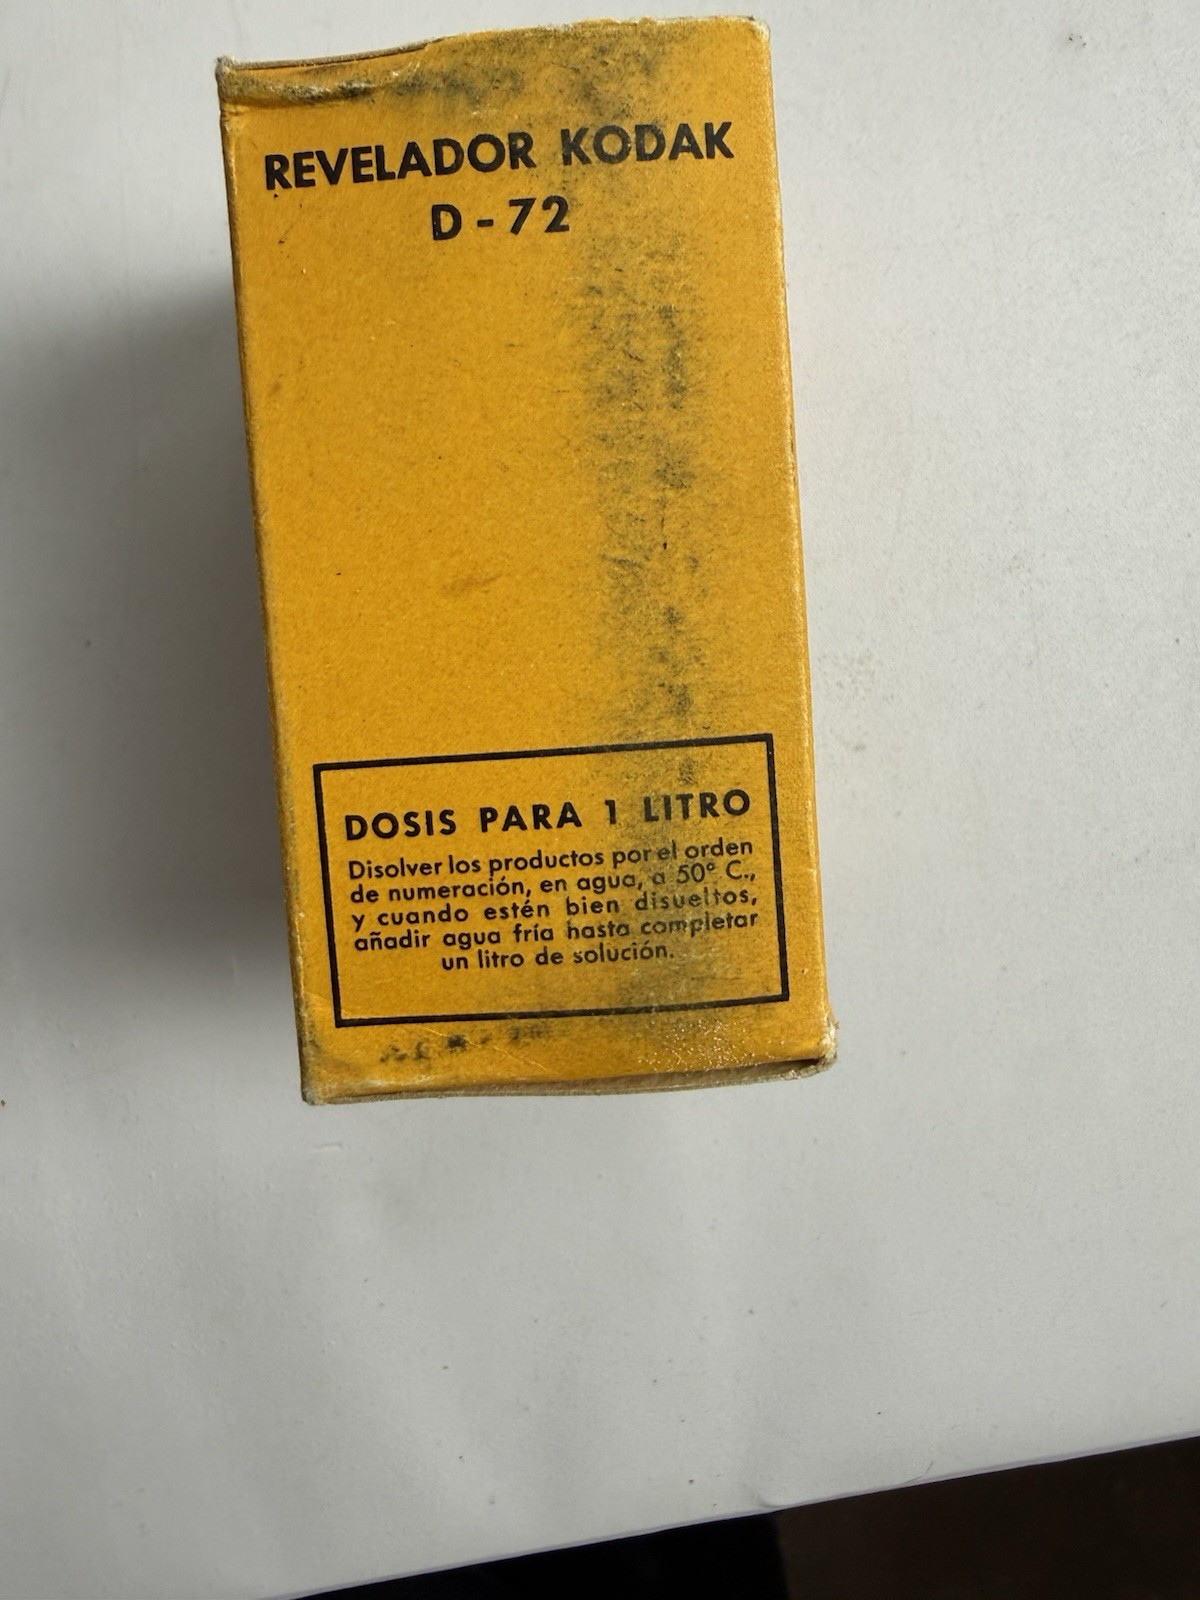 REVELADOR KODAK
D-72
DOSIS PARA 1 LITRO
Disolver los productos por el orden
de numeración, en agua, a 50° C.,
y cuando estén bien disueltos,
añadir agua fría hasta completar
un litro de solución.